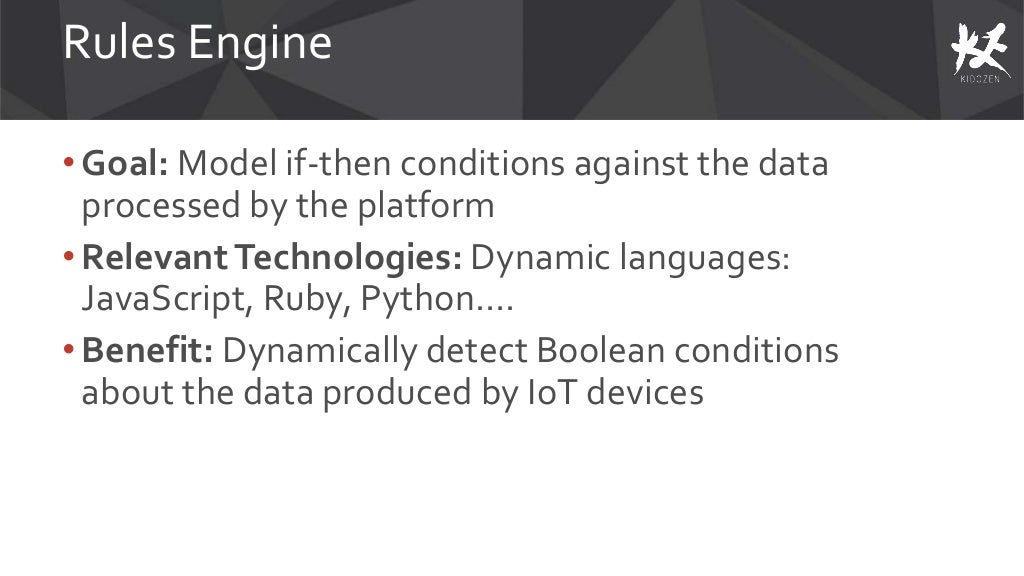 Rules Engine
KIDOZEN
• Goal: Model if-then conditions against the data
processed by the platform
• Relevant Technologies: Dynamic languages:
JavaScript, Ruby, Python....
• Benefit: Dynamically detect Boolean conditions
about the data produced by IoT devices